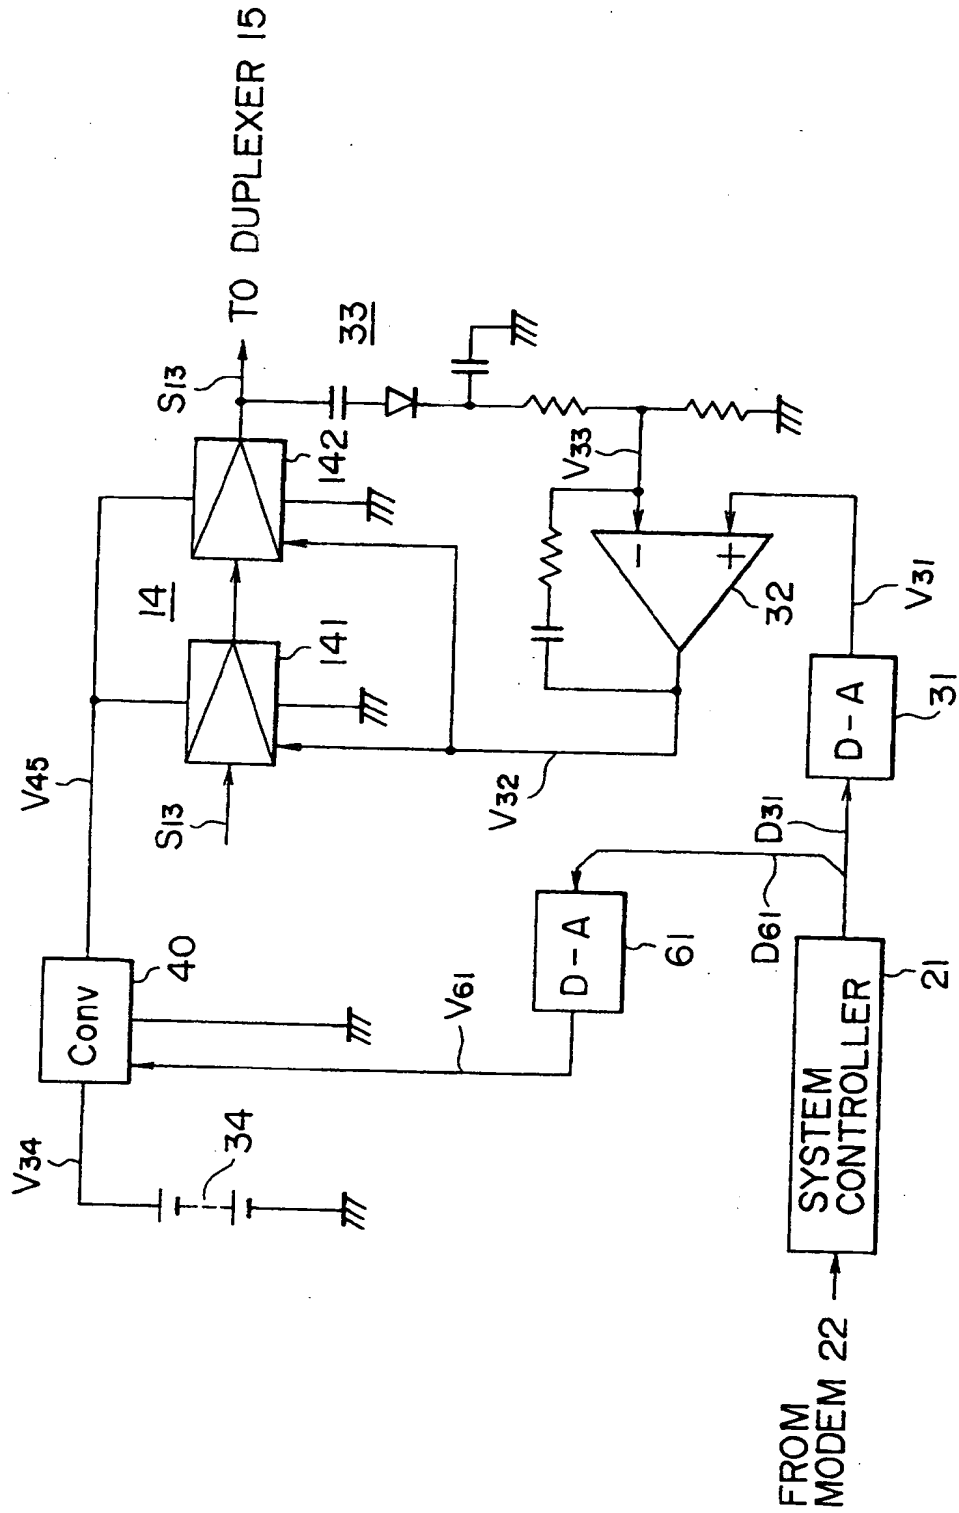 V34
34
Conv
40
V45
S13
14
141
142
S13
TO DUPLEXER 15
33
V61
V32
V33
D-A
61
-
+
32
D61
D31
V31
FROM
MODEM 22
SYSTEM
CONTROLLER
21
D-A
31